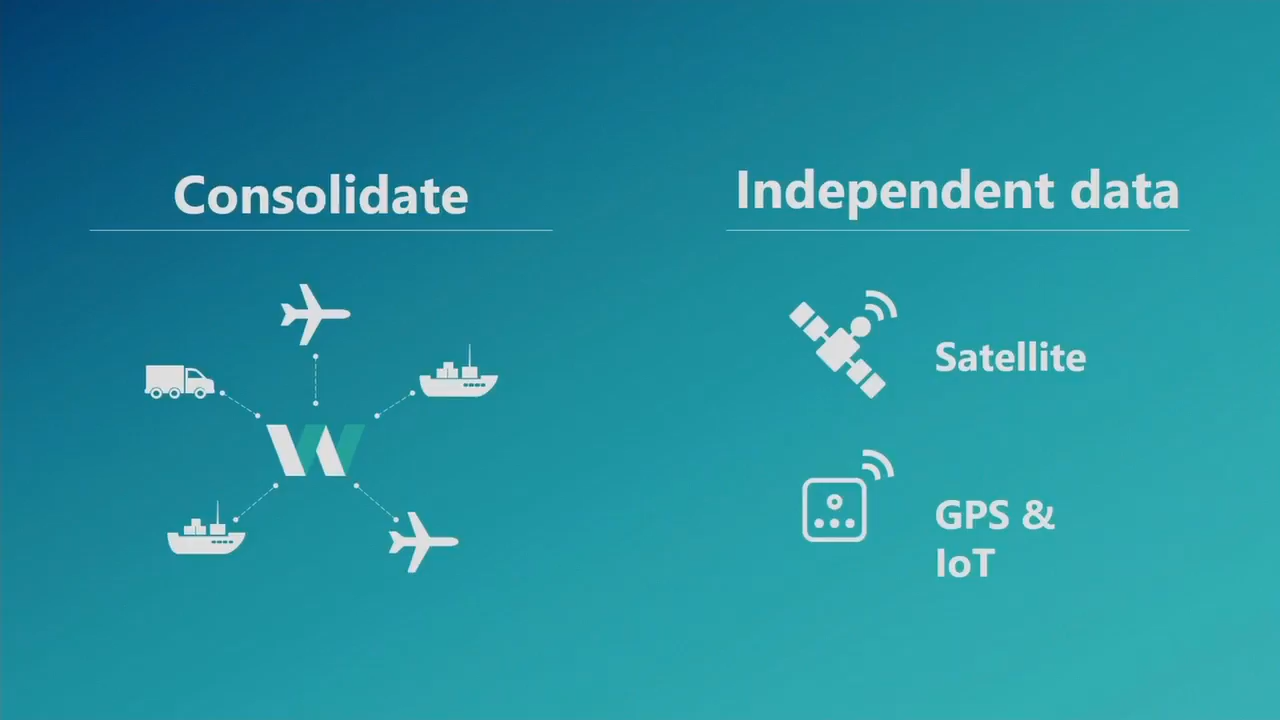 Consolidate
Independent data
W
Satellite
GPS &
IoT